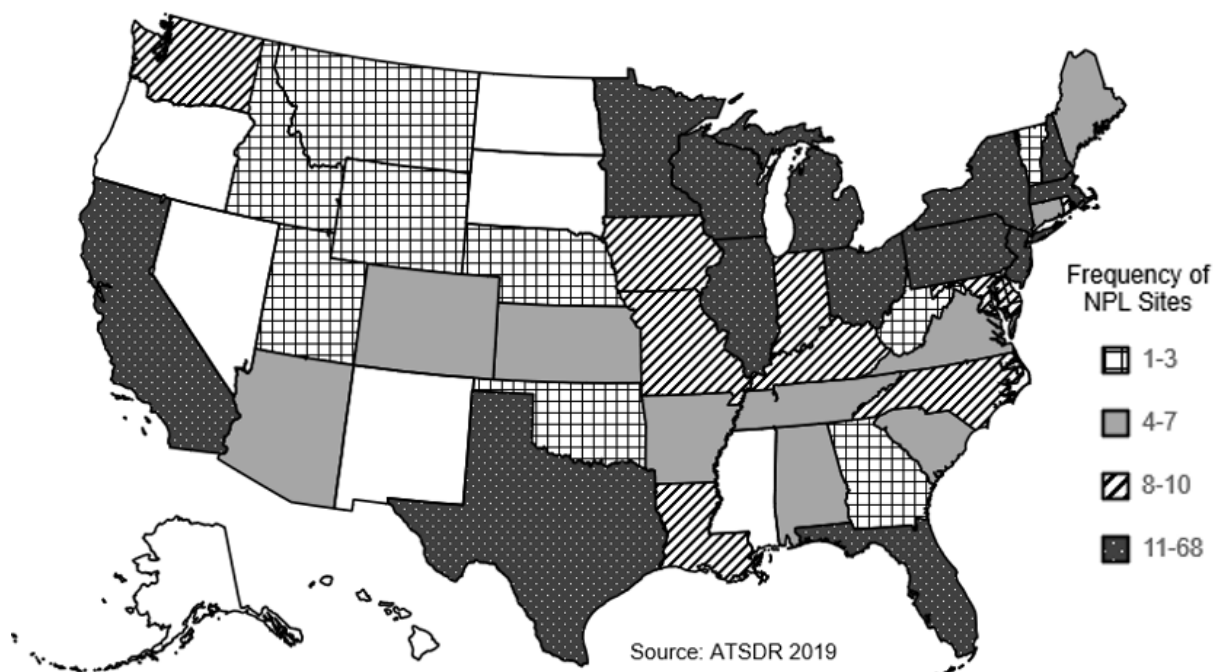 Frequency of
NPL Sites
1-3
4-7
8-10
11-68
Source: ATSDR 2019